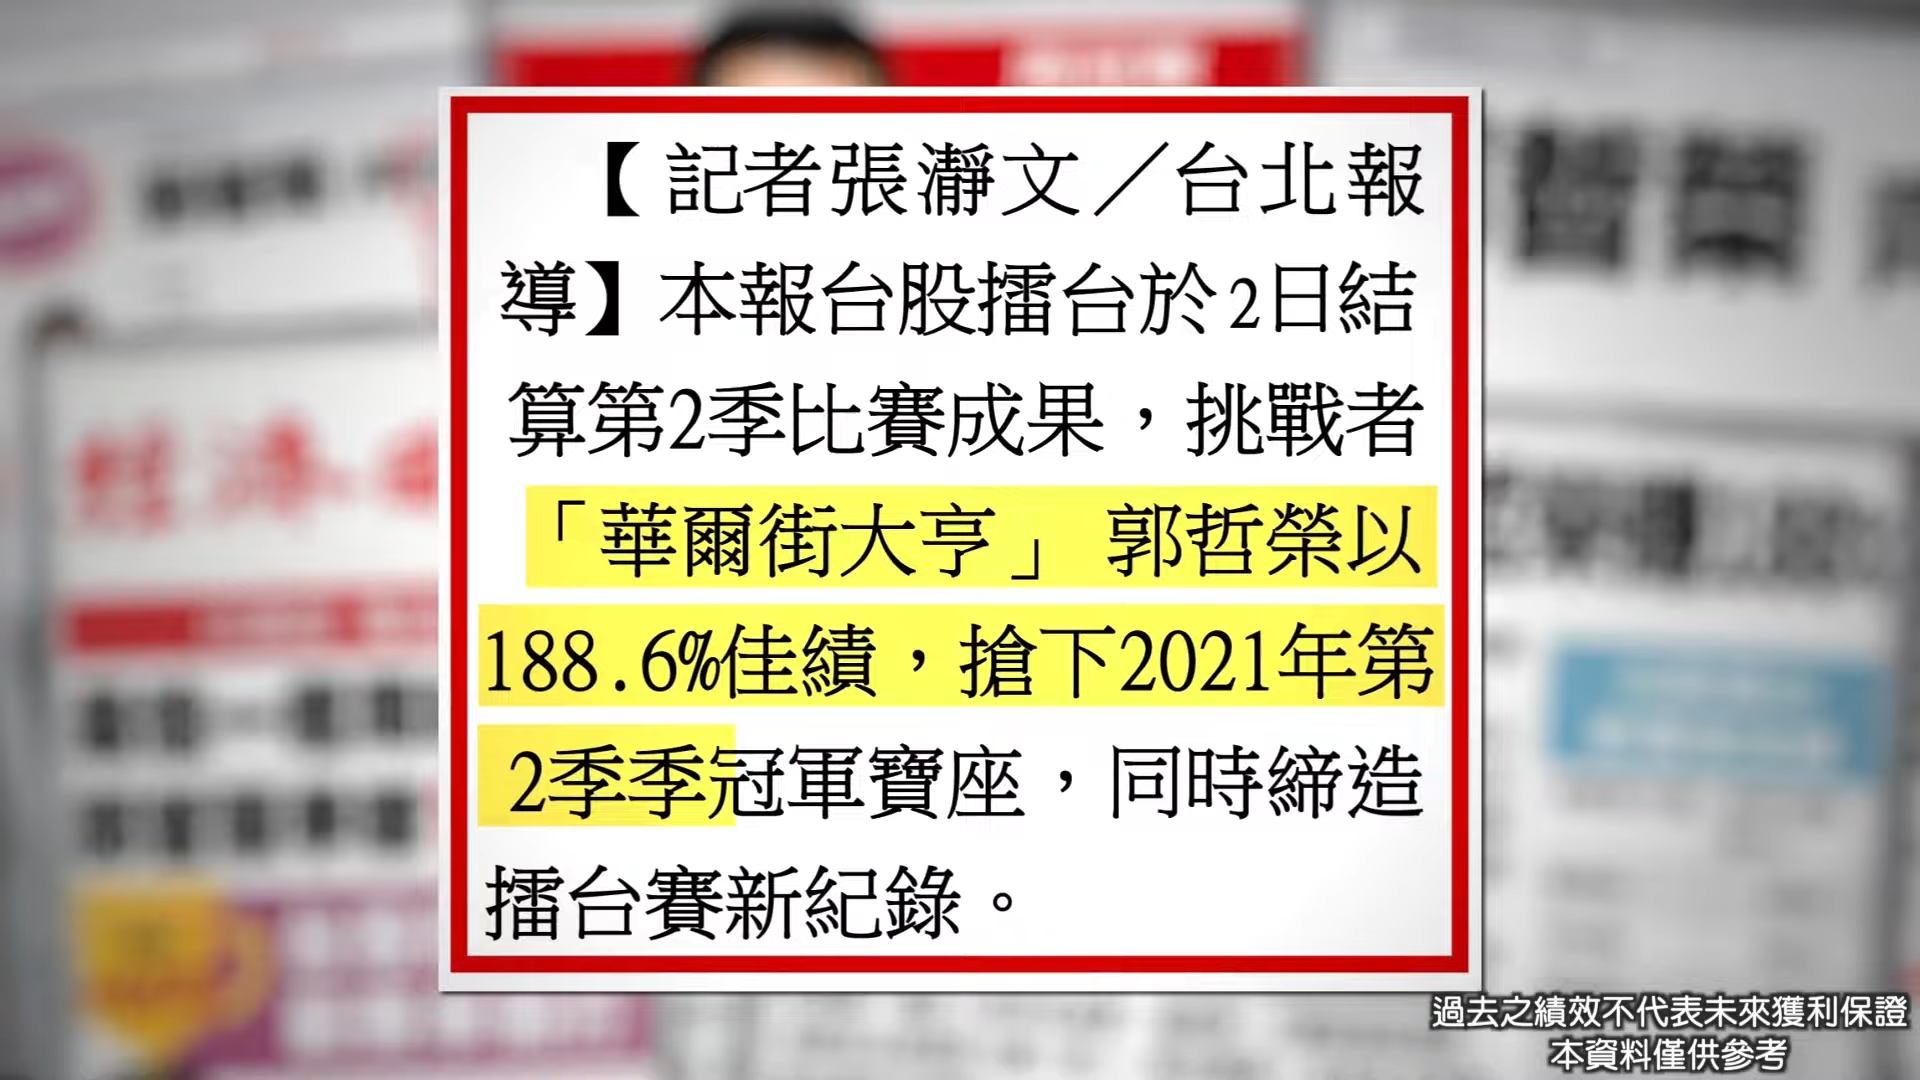 【記者張瀞文／台北報
導】本報台股擂台於2日結
算第2季比賽成果，挑戰者
「華爾街大亨」 郭哲榮以
188.6%佳績，搶下2021年第
2季季冠軍寶座，同時締造
擂台賽新紀錄。
過去之績效不代表未來獲利保證
本資料僅供參考